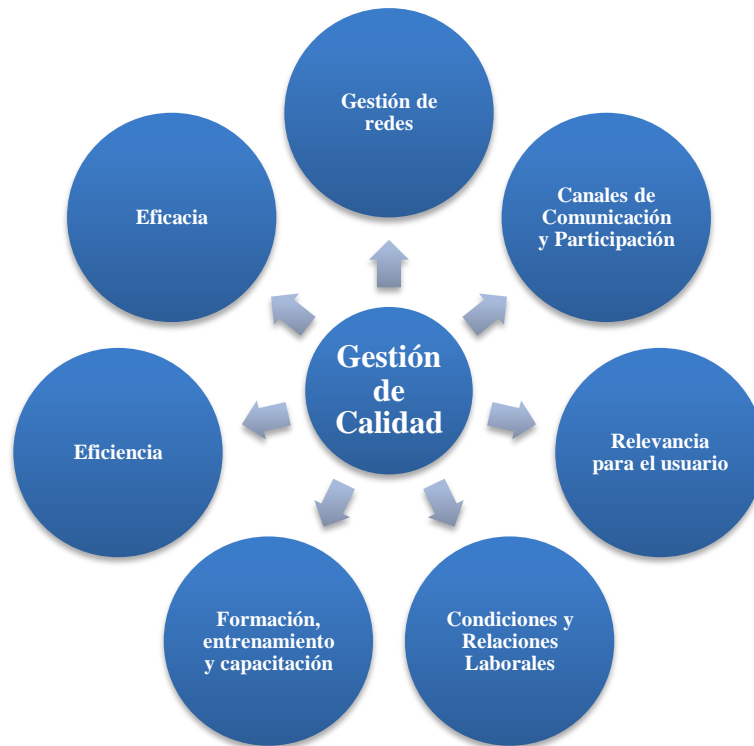 Gestión de
redes
Canales de
Comunicación
y Participación
Relevancia
para el usuario
Condiciones y
Relaciones
Laborales
Formación,
entrenamiento
y capacitación
Eficiencia
Eficacia
Gestión
de
Calidad